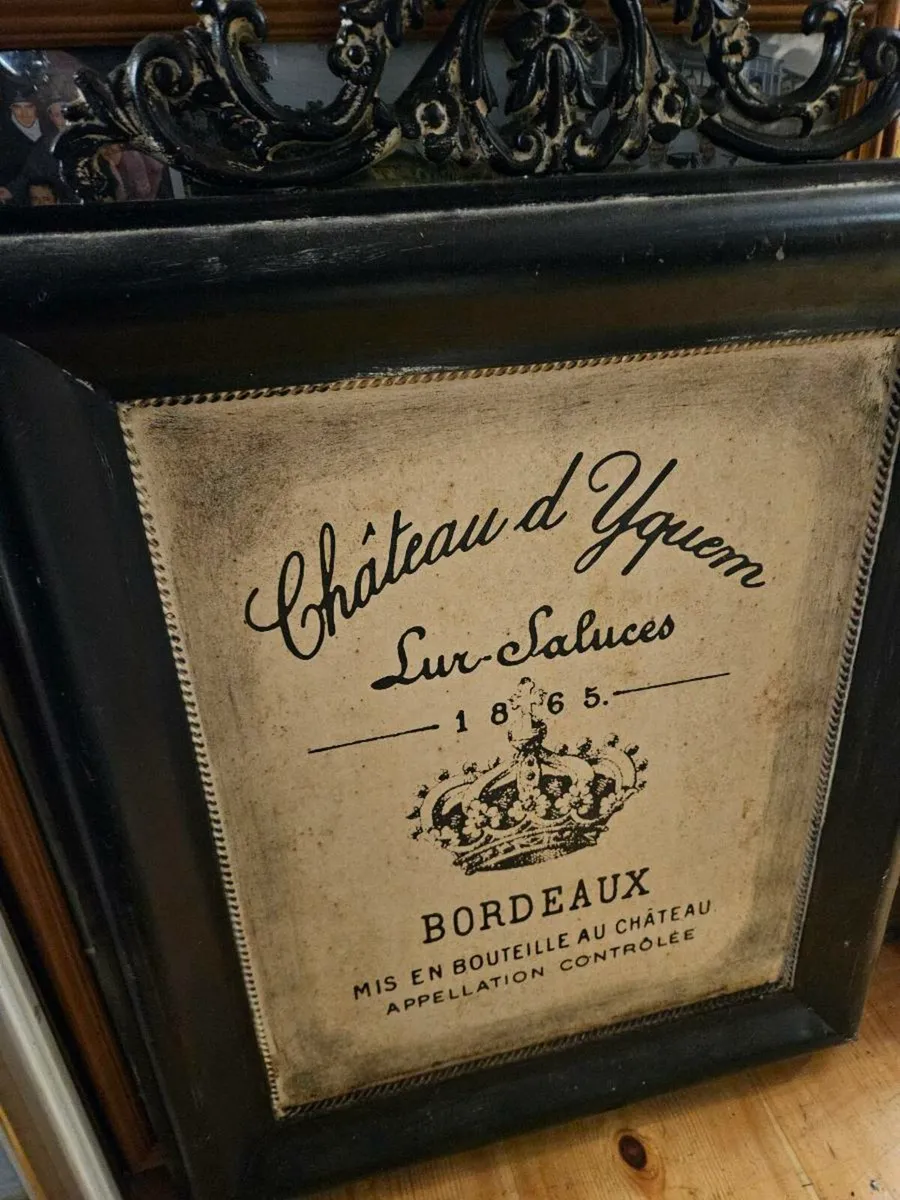 Château d Yquem
Lur-Saluces
1865.
BORDEAUX
MIS EN BOUTEILLE AU CHÂTEAU
APPELLATION CONTRÔLÉE